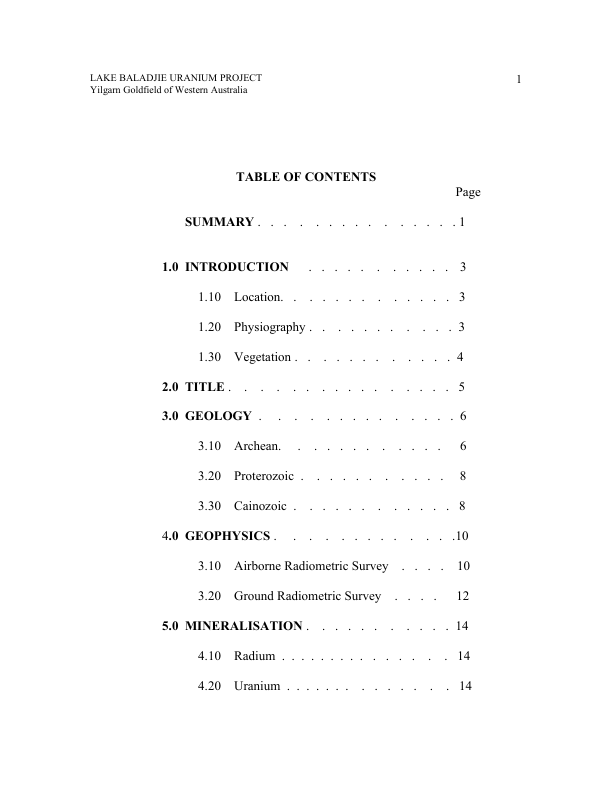 LAKE BALADJIE URANIUM PROJECT 1
Yilgarn Goldfield of Western Australia
TABLE OF CONTENTS
Page
SUMMARY . . . . . . . . . . . . . . . 1
1.0 INTRODUCTION . . . . . . . . . . . 3
1.10 Location. . . . . . . . . . . . . 3
1.20 Physiography . . . . . . . . . . . 3
1.30 Vegetation . . . . . . . . . . . . 4
2.0 TITLE . . . . . . . . . . . . . . . 5
3.0 GEOLOGY . . . . . . . . . . . . . . 6
3.10 Archean. . . . . . . . . . . . 6
3.20 Proterozoic . . . . . . . . . . . 8
3.30 Cainozoic . . . . . . . . . . . . 8
4.0 GEOPHYSICS . . . . . . . . . . . . .10
3.10 Airborne Radiometric Survey . . . . 10
3.20 Ground Radiometric Survey . . . . 12
5.0 MINERALISATION . . . . . . . . . . . 14
4.10 Radium . . . . . . . . . . . . . . 14
4.20 Uranium . . . . . . . . . . . . . 14